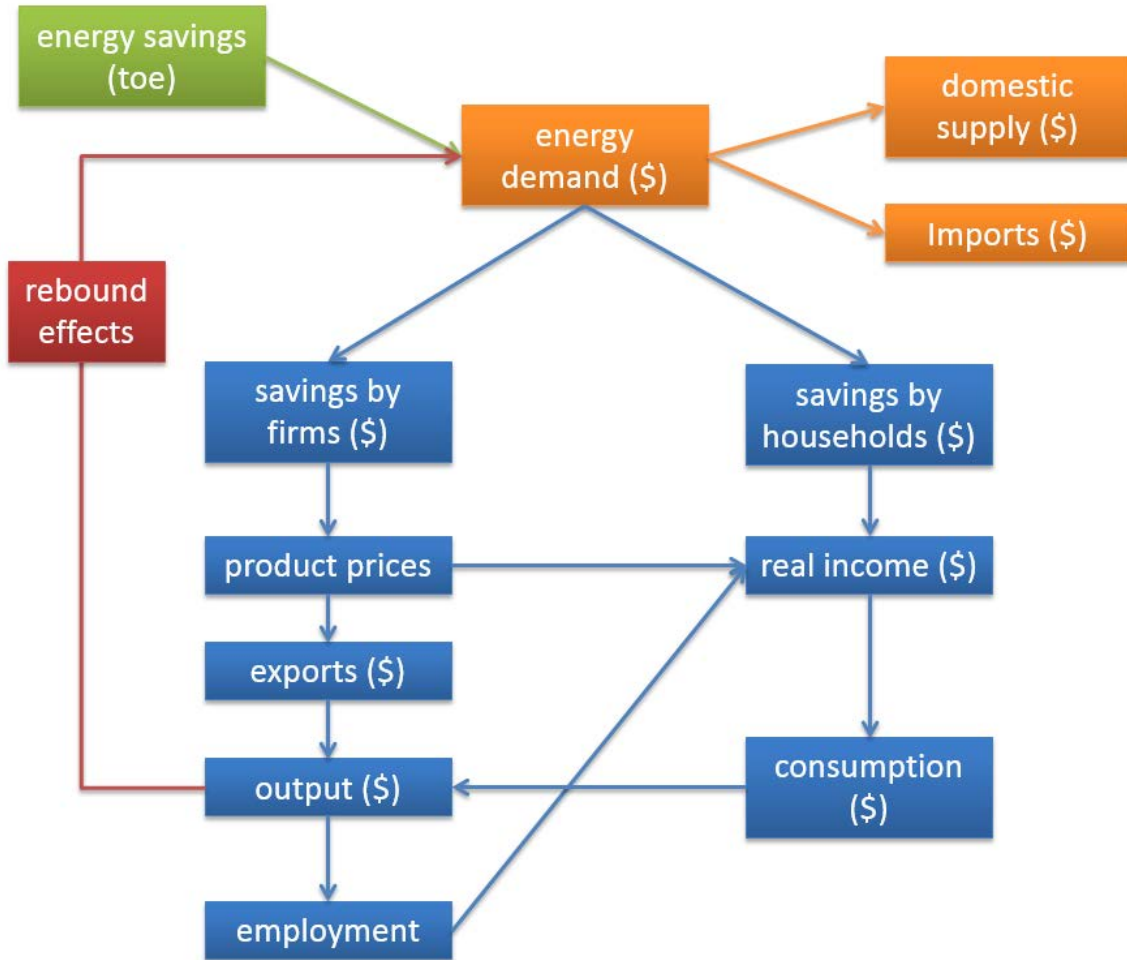 energy savings
(toe)
domestic
supply ($)
energy
demand ($)
Imports ($)
rebound
effects
savings by
firms ($)
savings by
households ($)
product prices
real income ($)
exports ($)
output ($)
consumption
($)
employment